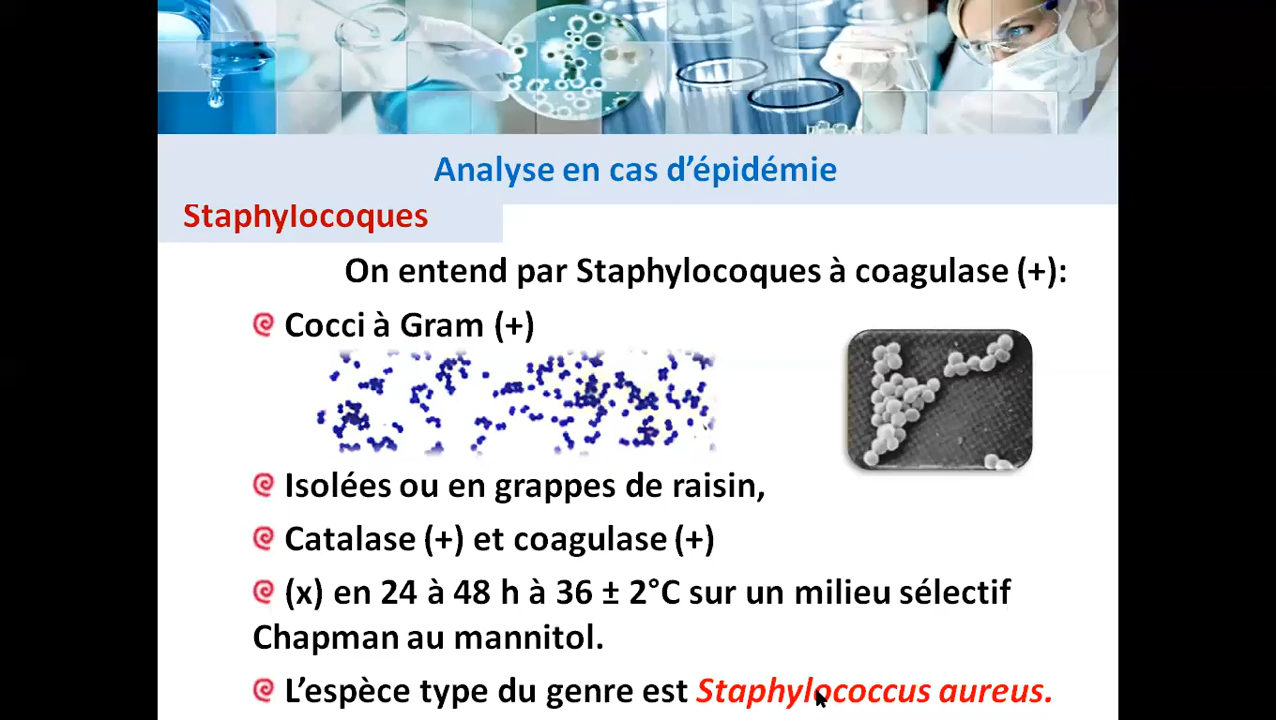 Analyse en cas d’épidémie
Staphylocoques
On entend par Staphylocoques à coagulase (+):
Cocci à Gram (+)
Isolées ou en grappes de raisin,
Catalase (+) et coagulase (+)
(x) en 24 à 48 h à 36 ± 2°C sur un milieu sélectif
Chapman au mannitol.
L’espèce type du genre est Staphylococcus aureus.